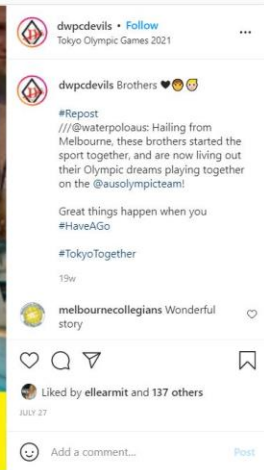 dwpcdevils • Follow
Tokyo Olympic Games 2021
dwpcdevils Brothers 🖤👨🏽👱🏼
#Repost
///@waterpoloaus: Hailing from
Melbourne, these brothers started the
sport together, and are now living out
their Olympic dreams playing together
on the @ausolympicteam!
Great things happen when you
#HaveAGo
#TokyoTogether
19w
melbournecollegians Wonderful
story
Liked by ellearmit and 137 others
JULY 27
Add a comment...
Post